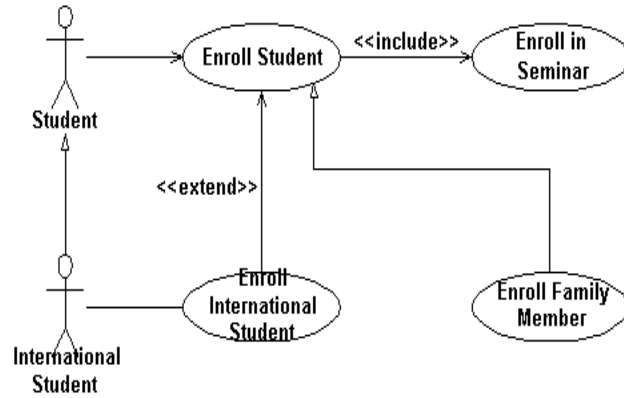 Enroll Student
<<include>>
Enroll in
Seminar
Student
<<extend>>
Enroll
International
Student
Enroll Family
Member
International
Student